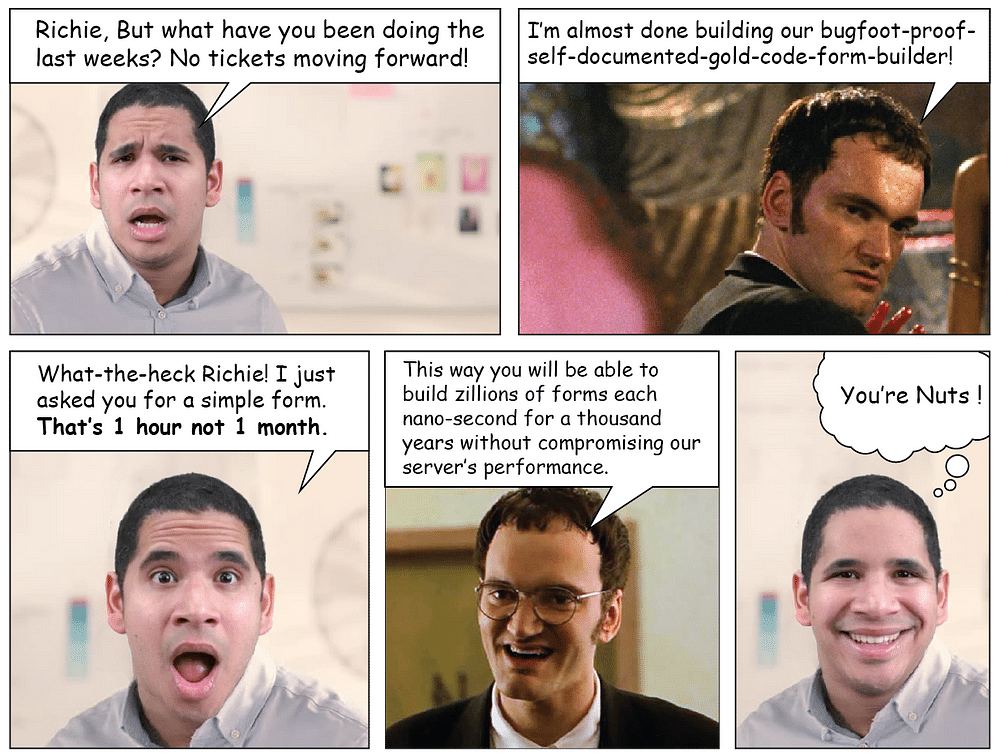 Richie, But what have you been doing the
last weeks? No tickets moving forward!
I'm almost done building our bugfoot-proof-
self-documented-gold-code-form-builder!
What-the-heck Richie! I just
asked you for a simple form.
That's 1 hour not 1 month.
This way you will be able to
build zillions of forms each
nano-second for a thousand
years without compromising our
server's performance.
You're Nuts !